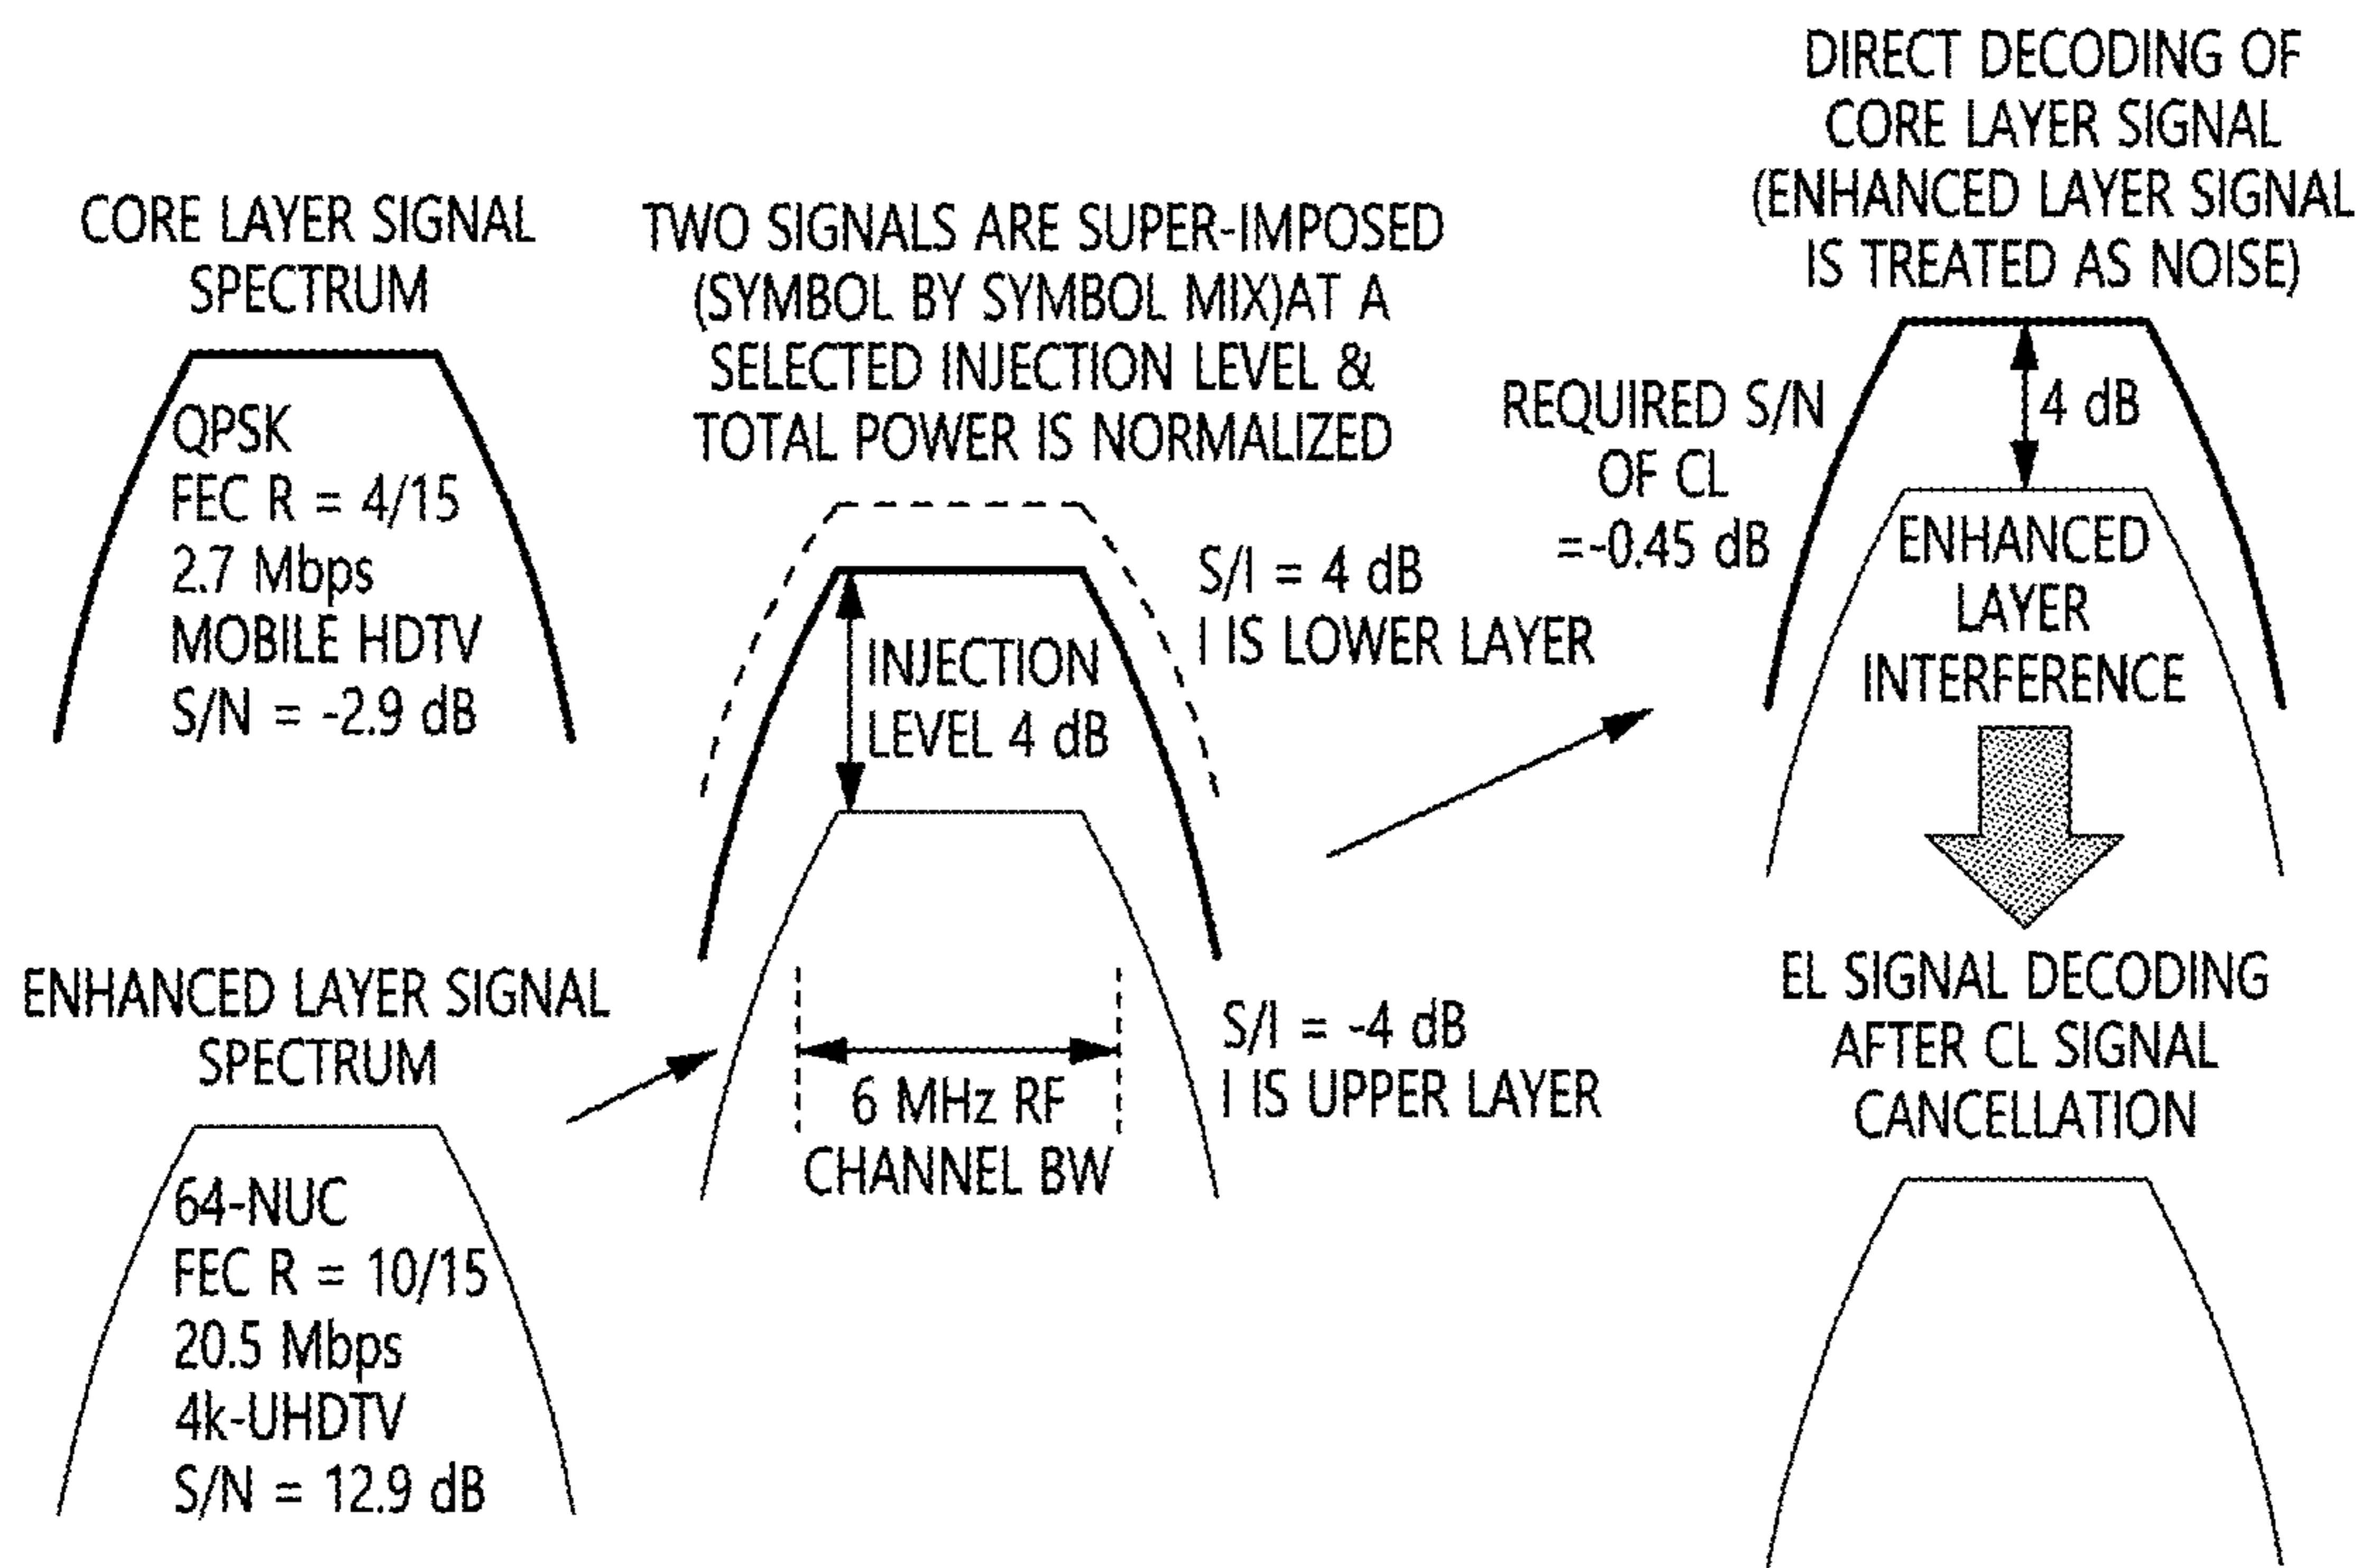 CORE LAYER SIGNAL
SPECTRUM
QPSK
FEC R = 4/15
2.7 Mbps
MOBILE HDTV
S/N = -2.9 dB
ENHANCED LAYER SIGNAL
SPECTRUM
64-NUC
FEC R = 10/15
20.5 Mbps
4k-UHDTV
S/N = 12.9 dB
TWO SIGNALS ARE SUPER-IMPOSED
(SYMBOL BY SYMBOL MIX)AT A
SELECTED INJECTION LEVEL &
TOTAL POWER IS NORMALIZED
INJECTION
LEVEL 4 dB
S/I = 4 dB
I IS LOWER LAYER
6 MHz RF
CHANNEL BW
S/I = -4 dB
I IS UPPER LAYER
DIRECT DECODING OF
CORE LAYER SIGNAL
(ENHANCED LAYER SIGNAL
IS TREATED AS NOISE)
REQUIRED S/N
OF CL
=-0.45 dB
4 dB
ENHANCED
LAYER
INTERFERENCE
EL SIGNAL DECODING
AFTER CL SIGNAL
CANCELLATION